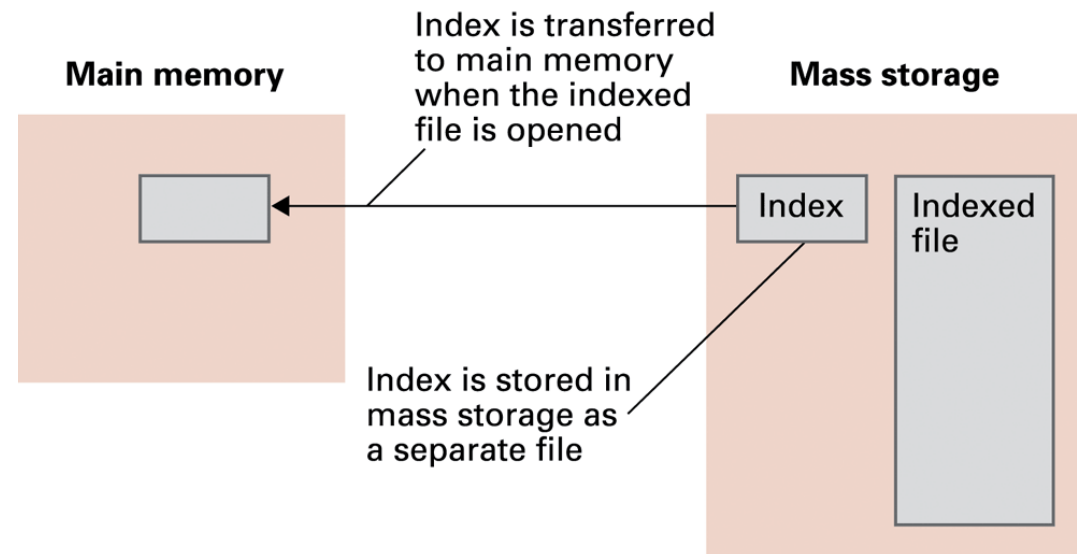 Main memory
Index is transferred
to main memory
when the indexed
file is opened
Mass storage
Index
Indexed
file
Index is stored in
mass storage as
a separate file